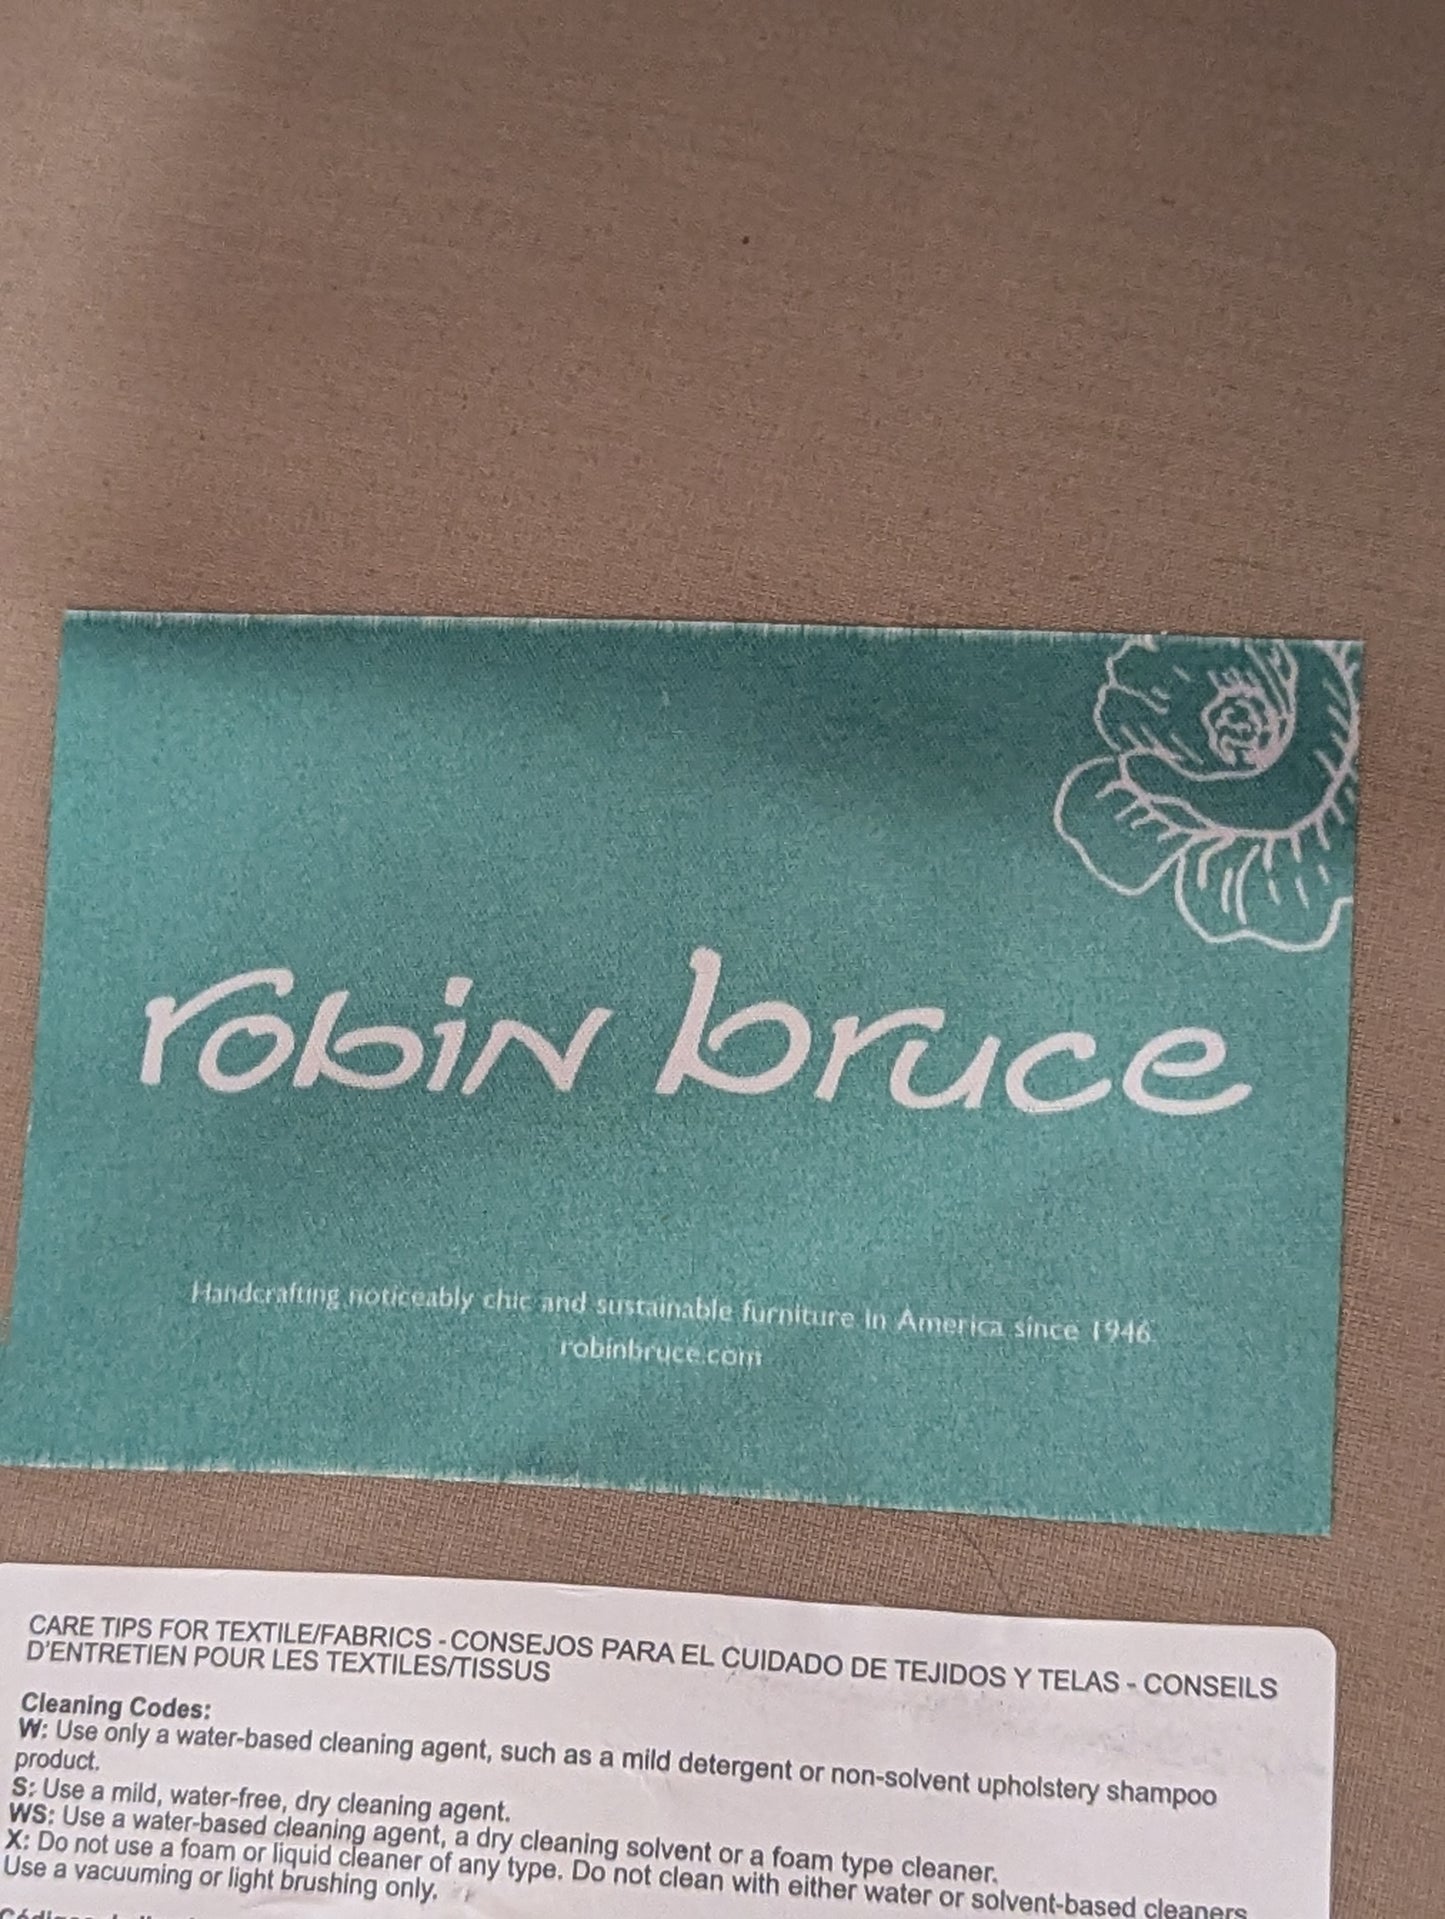 robin bruce
Handcrafting noticeably chic and sustainable furniture in America since 1946.
robinbruce.com
CARE TIPS FOR TEXTILE/FABRICS - CONSEJOS PARA EL CUIDADO DE TEJIDOS Y TELAS - CONSEILS
D'ENTRETIEN POUR LES TEXTILES/TISSUS
Cleaning Codes:
W: Use only a water-based cleaning agent, such as a mild detergent or non-solvent upholstery shampoo
product.
S: Use a mild, water-free, dry cleaning agent.
WS: Use a water-based cleaning agent, a dry cleaning solvent or a foam type cleaner.
X: Do not use a foam or liquid cleaner of any type. Do not clean with either water or solvent-based cleaners
Use a vacuuming or light brushing only.